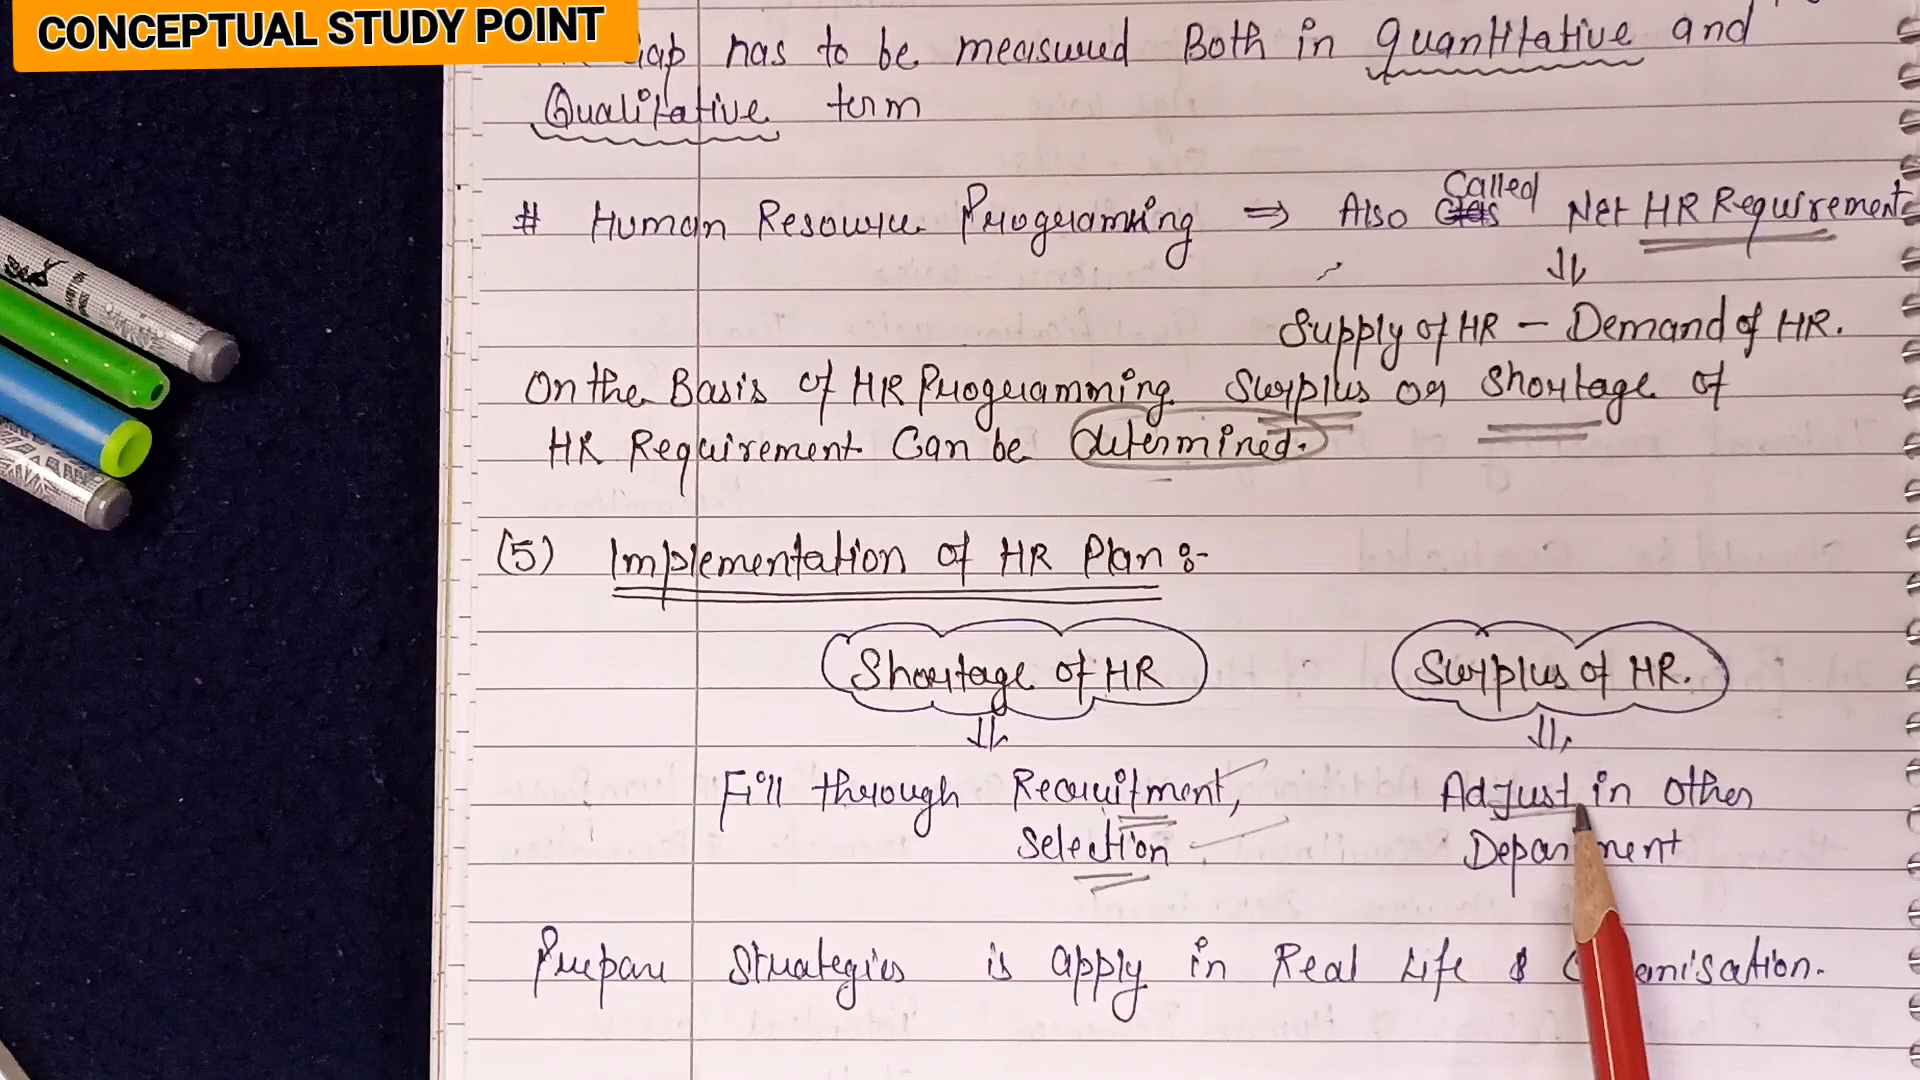 CONCEPTUAL STUDY POINT
Gap has to be measured Both in quantitative and
Qualitative term
# Human Resource Programming ⇒ Also Called Net HR Requirement
⇓
Supply of HR – Demand of HR.
On the Basis of HR Programming Surplus or Shortage of
HR Requirement Can be determined.
(5) Implementation of HR Plan :-
Shortage of HR Surplus of HR.
⇓ ⇓
Fill through Recruitment, Adjust in other
Selection Department
Prepare Strategies is apply in Real Life &